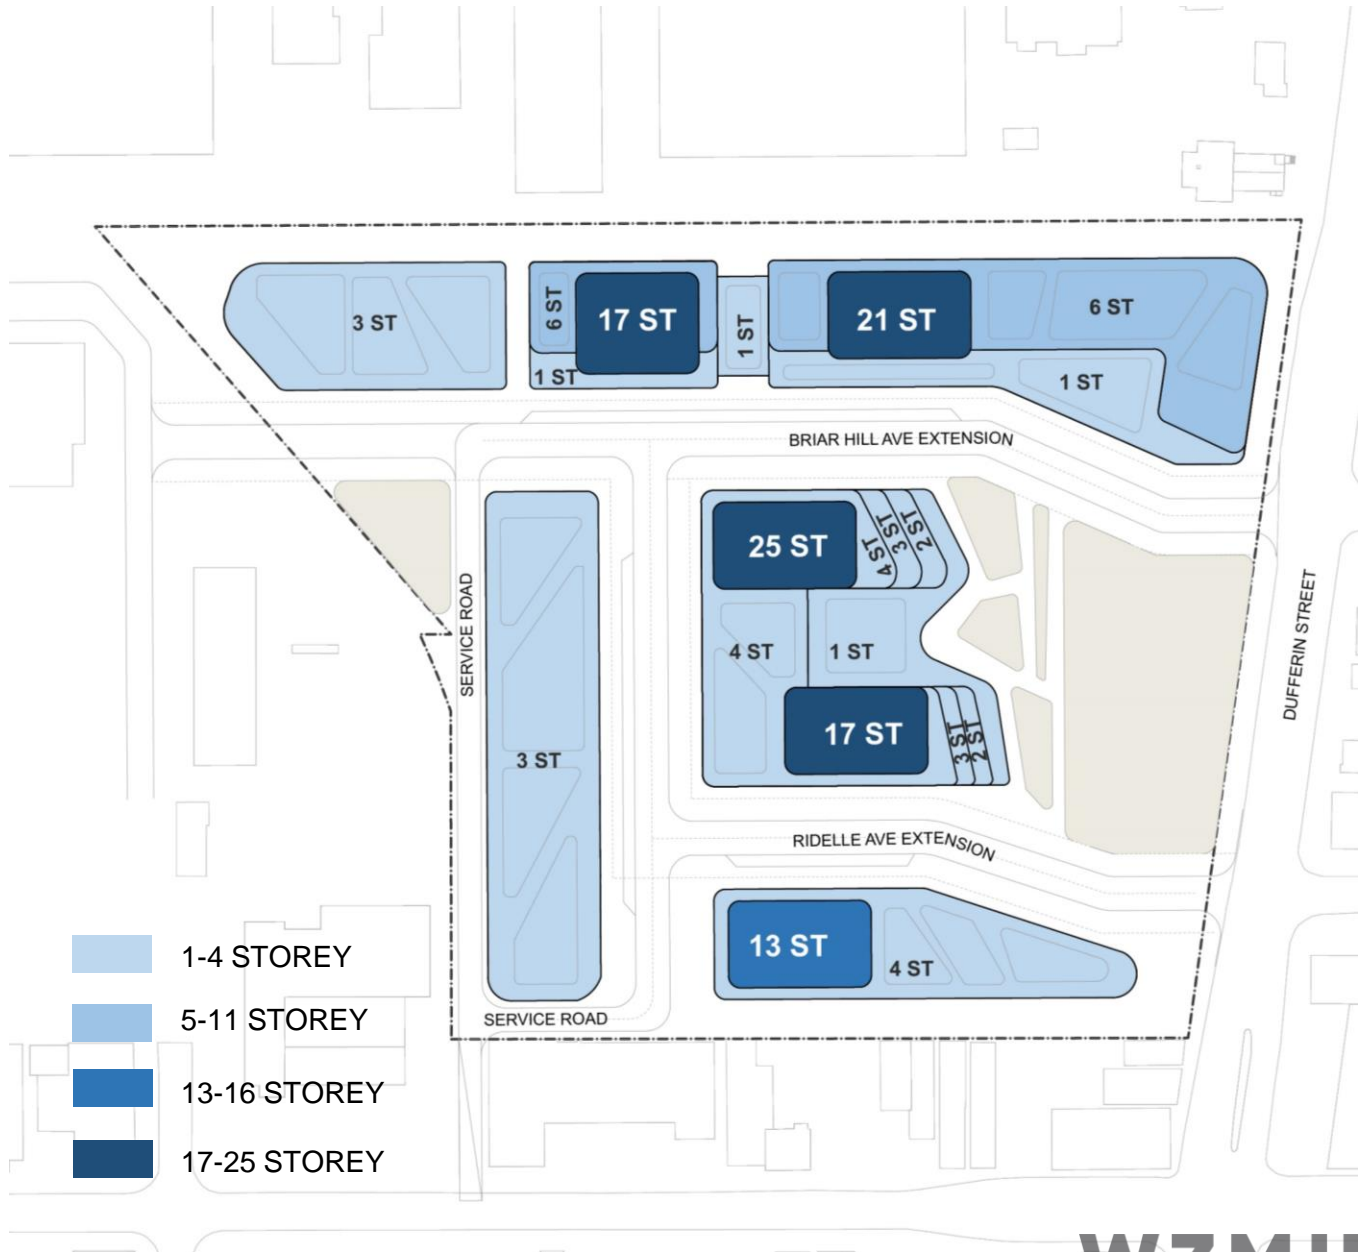 3 ST
6 ST
17 ST
1 ST
1 ST
21 ST
6 ST
1 ST
BRIAR HILL AVE EXTENSION
25 ST
4 ST
3 ST
2 ST
SERVICE ROAD
DUFFERIN STREET
4 ST
1 ST
17 ST
3 ST
2 ST
3 ST
RIDELLE AVE EXTENSION
13 ST
4 ST
SERVICE ROAD
1-4 STOREY
5-11 STOREY
13-16 STOREY
17-25 STOREY